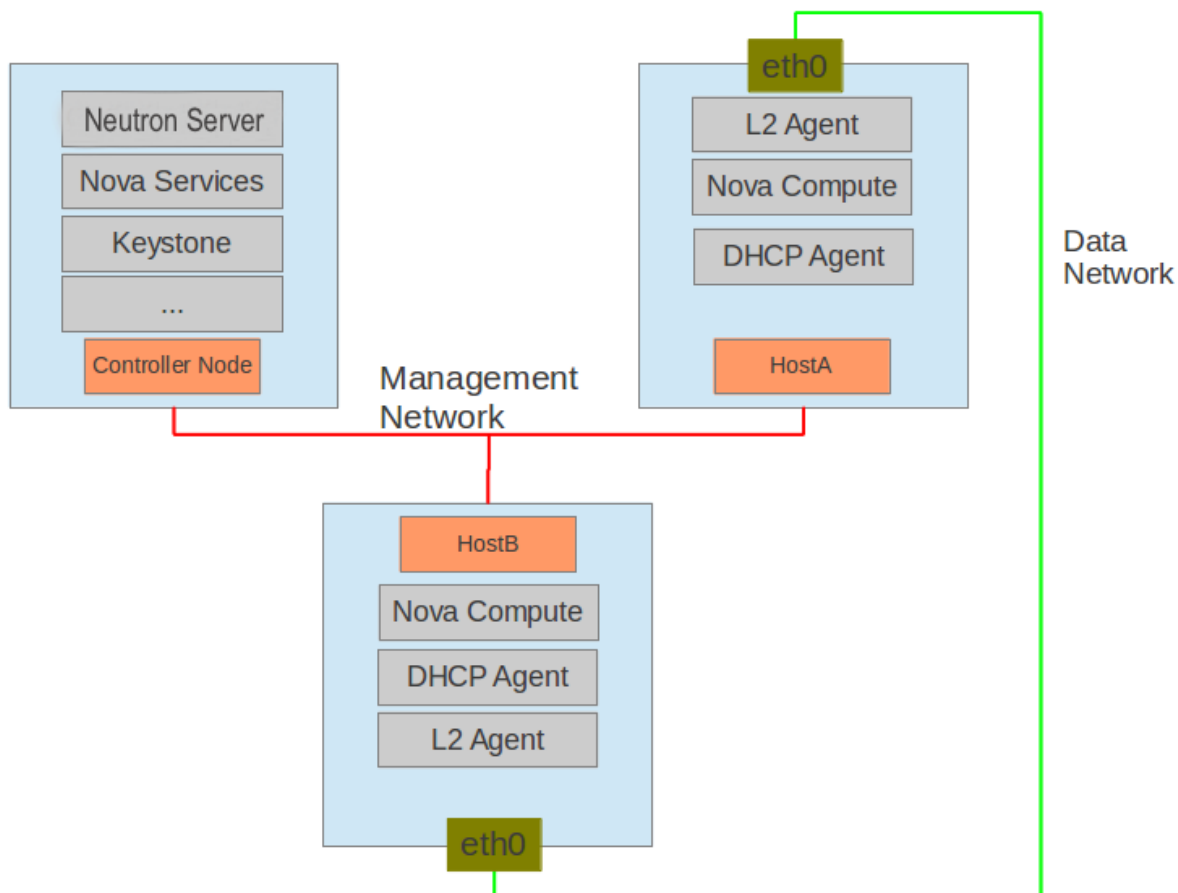 Neutron Server
Nova Services
Keystone
...
Controller Node
eth0
L2 Agent
Nova Compute
DHCP Agent
HostA
Data
Network
Management
Network
HostB
Nova Compute
DHCP Agent
L2 Agent
eth0